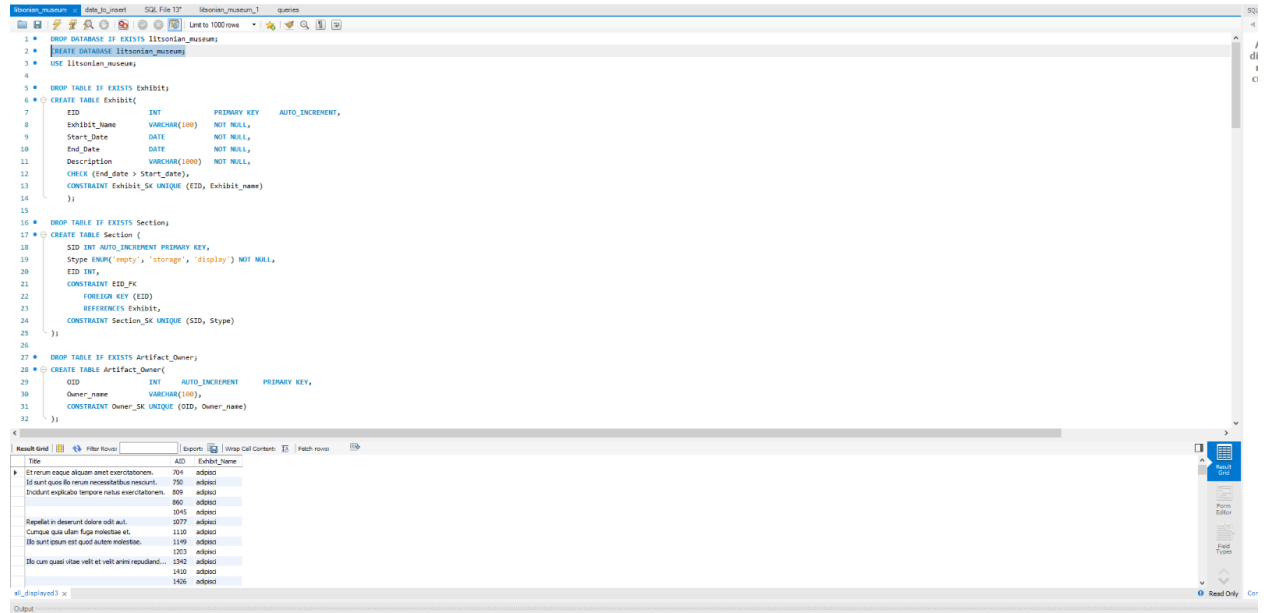 litsonian_museum x data_to_insert SQL File 13* litsonian_museum_1 queries
SQL
Limit to 1000 rows
1 DROP DATABASE IF EXISTS litsonian_museum;
2 CREATE DATABASE litsonian_museum;
3 USE litsonian_museum;
4
5 DROP TABLE IF EXISTS Exhibit;
6 CREATE TABLE Exhibit(
7 EID INT PRIMARY KEY AUTO_INCREMENT,
8 Exhibit_Name VARCHAR(100) NOT NULL,
9 Start_Date DATE NOT NULL,
10 End_Date DATE NOT NULL,
11 Description VARCHAR(1000) NOT NULL,
12 CHECK (End_date > Start_date),
13 CONSTRAINT Exhibit_SK UNIQUE (EID, Exhibit_name)
14 );
15
16 DROP TABLE IF EXISTS Section;
17 CREATE TABLE Section (
18 SID INT AUTO_INCREMENT PRIMARY KEY,
19 Stype ENUM('empty', 'storage', 'display') NOT NULL,
20 EID INT,
21 CONSTRAINT EID_FK
22 FOREIGN KEY (EID)
23 REFERENCES Exhibit,
24 CONSTRAINT Section_SK UNIQUE (SID, Stype)
25 );
26
27 DROP TABLE IF EXISTS Artifact_Owner;
28 CREATE TABLE Artifact_Owner(
29 OID INT AUTO_INCREMENT PRIMARY KEY,
30 Owner_name VARCHAR(100),
31 CONSTRAINT Owner_SK UNIQUE (OID, Owner_name)
32 );
Result Grid Filter Rows: Export: Wrap Cell Content: Fetch rows:
Title AID Exhibit_Name
Et rerum eaque aliquam amet exercitationem. 704 adipisci
Id sunt quos illo rerum necessitatibus nesciunt. 750 adipisci
Incidunt explicabo tempore natus exercitationem. 809 adipisci
860 adipisci
1045 adipisci
Repellat in deserunt dolore odit aut. 1077 adipisci
Cumque quia ullam fuga molestiae et. 1110 adipisci
Illo sunt ipsum est quod autem molestiae. 1149 adipisci
1203 adipisci
Illo cum quasi vitae velit et velit animi repudiand... 1342 adipisci
1410 adipisci
1426 adipisci
Result
Grid
Form
Editor
Field
Types
all_displayed3 x
Read Only
Output